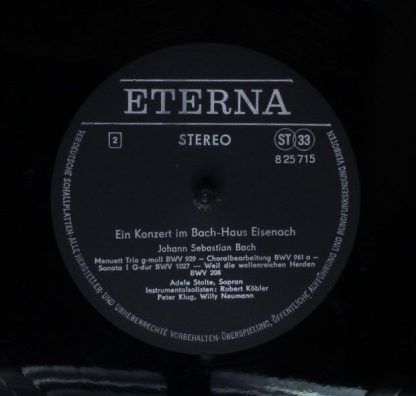 ETERNA
2
STEREO
ST 33
8 25 715
Ein Konzert im Bach-Haus Eisenach
Johann Sebastian Bach
Menuett Trio g-moll BWV 929 – Choralbearbeitung BWV 961 a –
Sonata I G-dur BWV 1027 – Weil die wollenreichen Herden
BWV 208
Adele Stolte, Sopran
Instrumentalsolisten: Robert Köbler
Peter Klug, Willy Neumann
VEB DEUTSCHE SCHALLPLATTEN · ALLE HERSTELLER- UND URHEBERRECHTE VORBEHALTEN · ÜBERSPIELUNG, ÖFFENTLICHE AUFFÜHRUNG UND RUNDFUNKSENDUNG VERBOTEN